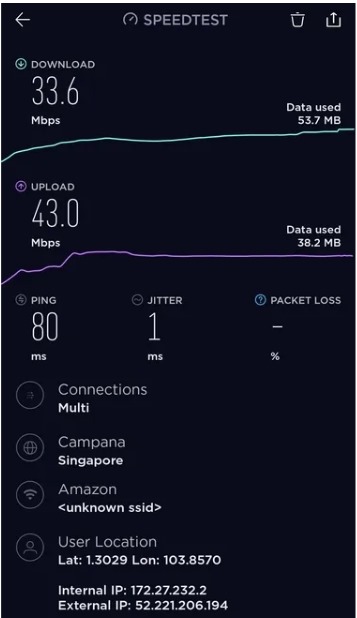 SPEEDTEST
DOWNLOAD
33.6
Mbps
Data used
53.7 MB
UPLOAD
43.0
Mbps
Data used
38.2 MB
PING
80
ms
JITTER
1
ms
PACKET LOSS
–
%
Connections
Multi
Campana
Singapore
Amazon
<unknown ssid>
User Location
Lat: 1.3029 Lon: 103.8570
Internal IP: 172.27.232.2
External IP: 52.221.206.194